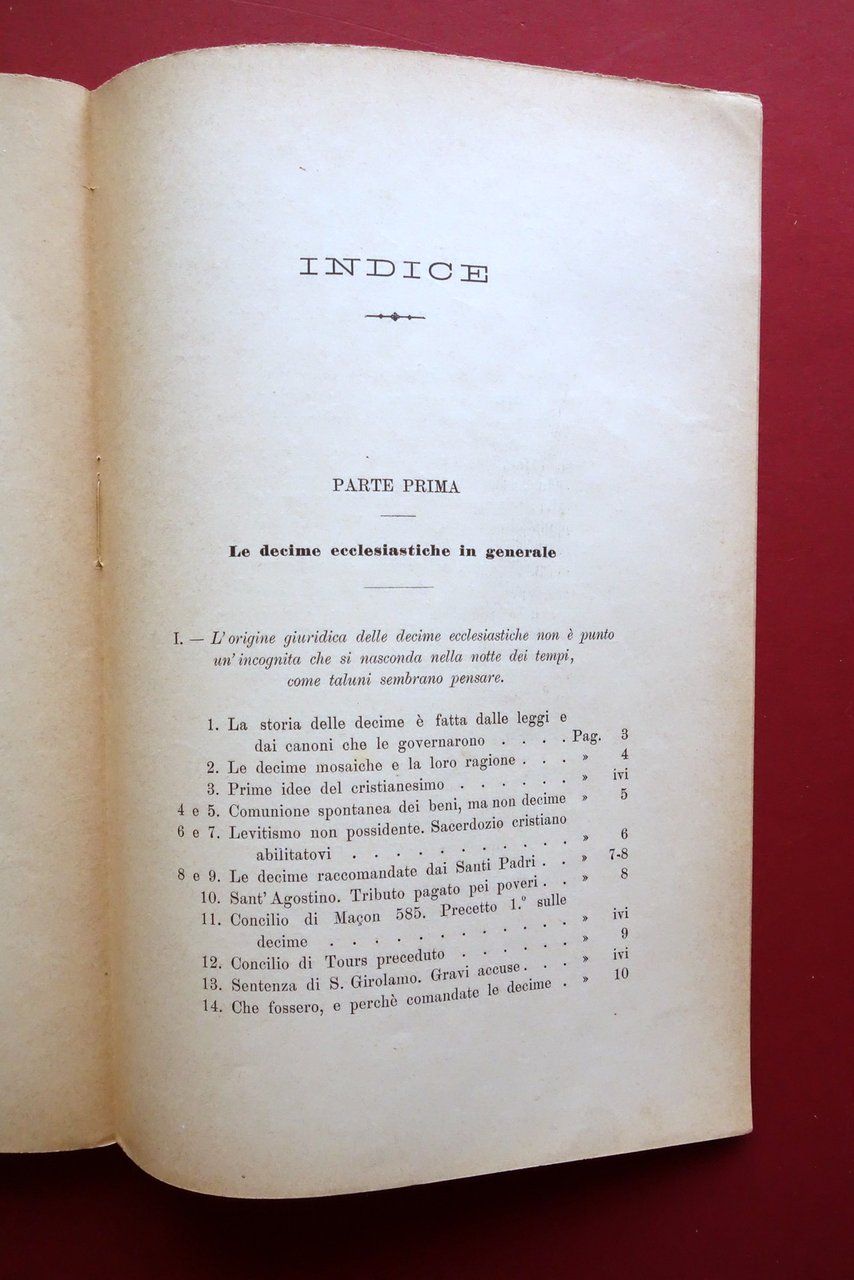 INDICE
PARTE PRIMA
Le decime ecclesiastiche in generale
I. — L'origine giuridica delle decime ecclesiastiche non è punto
un'incognita che si nasconda nella notte dei tempi,
come taluni sembrano pensare.
1. La storia delle decime è fatta dalle leggi e
dai canoni che le governarono . . . . Pag. 3
2. Le decime mosaiche e la loro ragione . . . » 4
3. Prime idee del cristianesimo . . . . . . » ivi
4 e 5. Comunione spontanea dei beni, ma non decime » 5
6 e 7. Levitismo non possidente. Sacerdozio cristiano
abilitatovi . . . . . . . . . . » 6
8 e 9. Le decime raccomandate dai Santi Padri . . » 7-8
10. Sant'Agostino. Tributo pagato pei poveri . . » 8
11. Concilio di Maçon 585. Precetto 1.° sulle
decime . . . . . . . . . . . » ivi
12. Concilio di Tours preceduto . . . . . . » 9
13. Sentenza di S. Girolamo. Gravi accuse . . . » ivi
14. Che fossero, e perchè comandate le decime . » 10